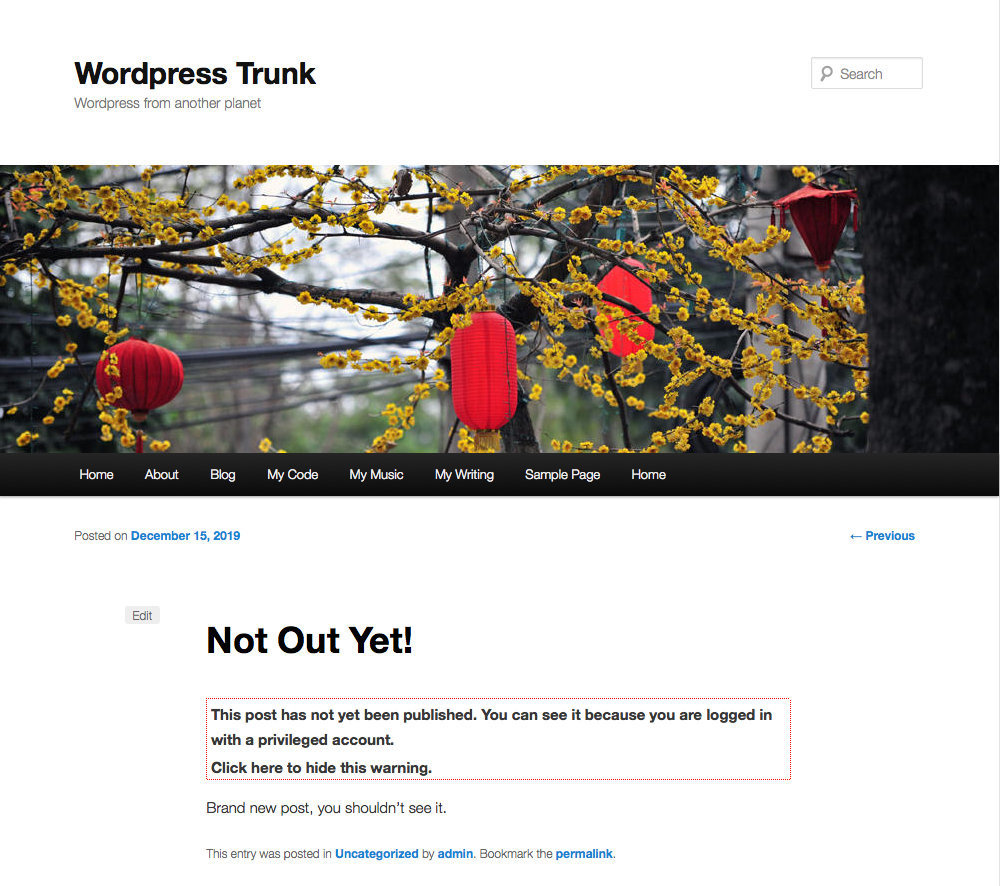 Wordpress Trunk
Wordpress from another planet
Search
Home About Blog My Code My Music My Writing Sample Page Home
Posted on December 15, 2019
← Previous
Edit
Not Out Yet!
This post has not yet been published. You can see it because you are logged in
with a privileged account.
Click here to hide this warning.
Brand new post, you shouldn’t see it.
This entry was posted in Uncategorized by admin. Bookmark the permalink.